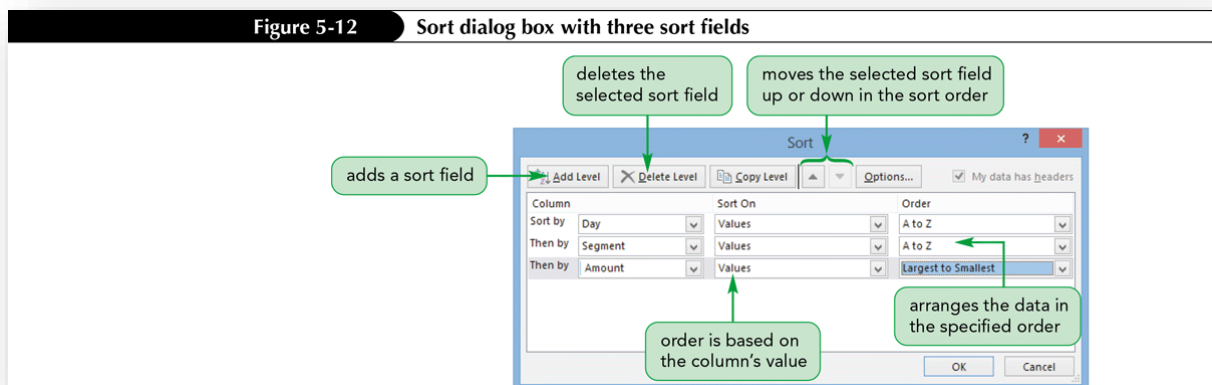 Figure 5-12 Sort dialog box with three sort fields
deletes the
selected sort field
moves the selected sort field
up or down in the sort order
adds a sort field
Sort ?
Add Level Delete Level Copy Level Options... My data has headers
Column Sort On Order
Sort by Day Values A to Z
Then by Segment Values A to Z
Then by Amount Values Largest to Smallest
arranges the data in
the specified order
order is based on
the column's value
OK Cancel